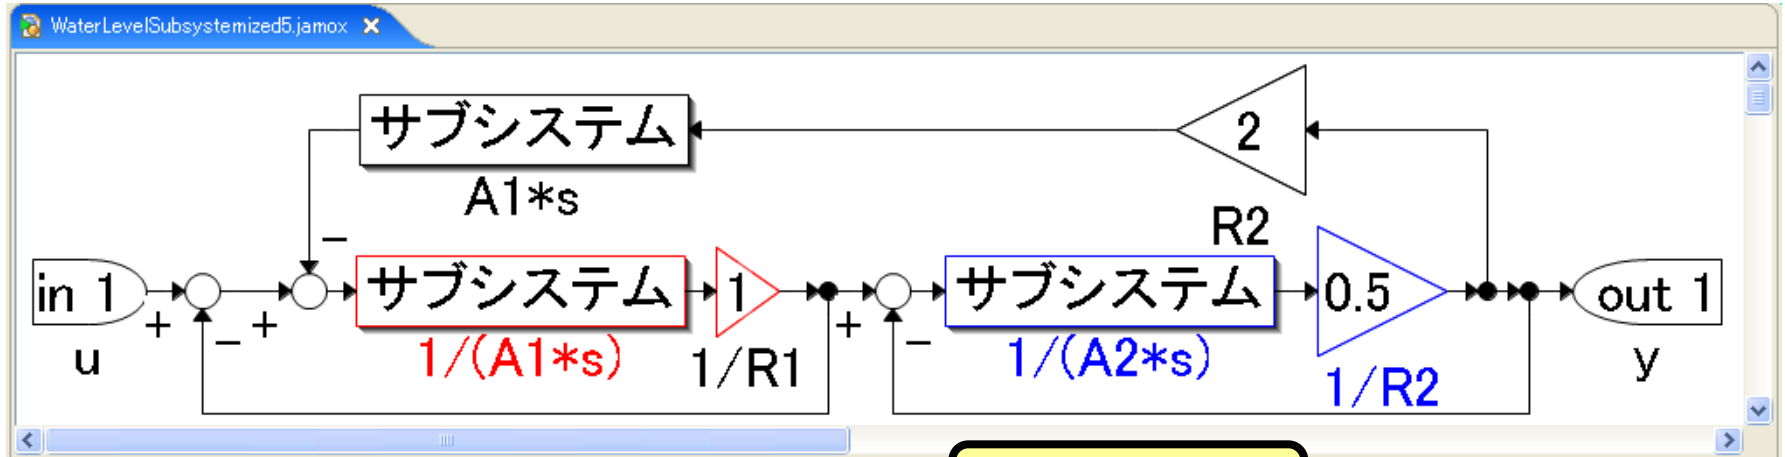 WaterLevelSubsystemized5.jamox
サブシステム
2
A1*s
R2
−
in 1
サブシステム
1
サブシステム
0.5
out 1
+
−
+
+
−
u
1/(A1*s)
1/R1
1/(A2*s)
1/R2
y